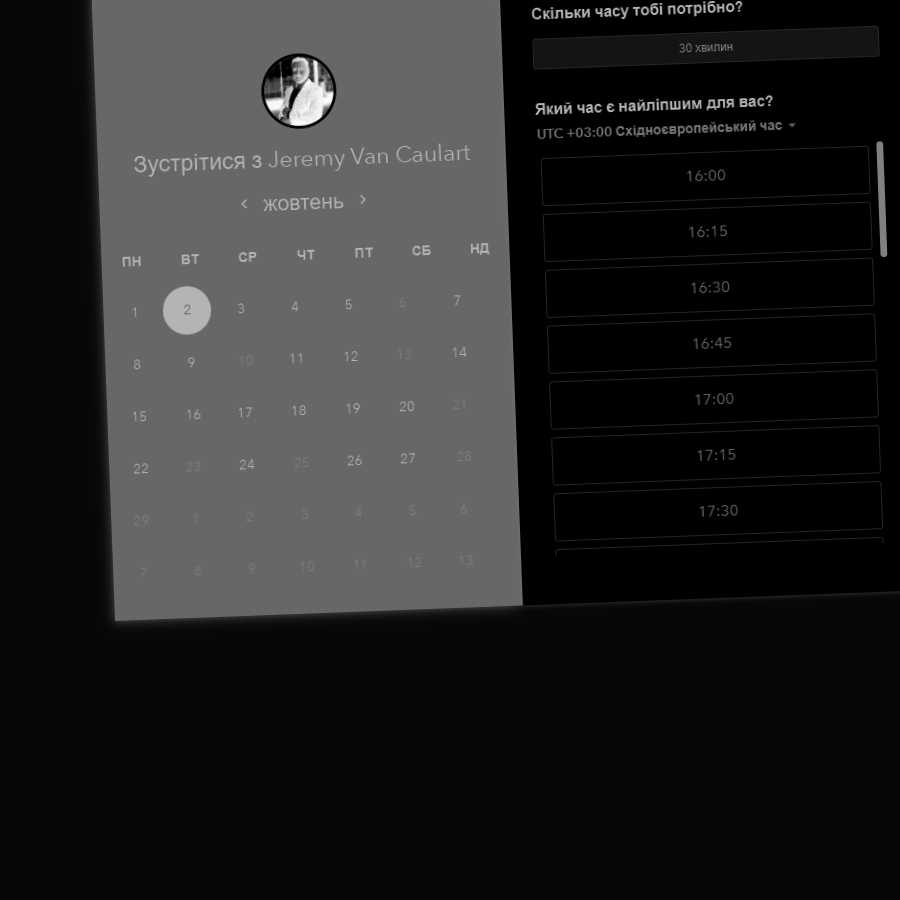 Зустрітися з Jeremy Van Caulart
жовтень
ПН ВТ СР ЧТ ПТ СБ НД
1 2 3 4 5 6 7
8 9 10 11 12 13 14
15 16 17 18 19 20 21
22 23 24 25 26 27 28
29 1 2 3 4 5 6
7 8 9 10 11 12 13
Скільки часу тобі потрібно?
30 хвилин
Який час є найліпшим для вас?
UTC +03:00 Східноєвропейський час
16:00
16:15
16:30
16:45
17:00
17:15
17:30